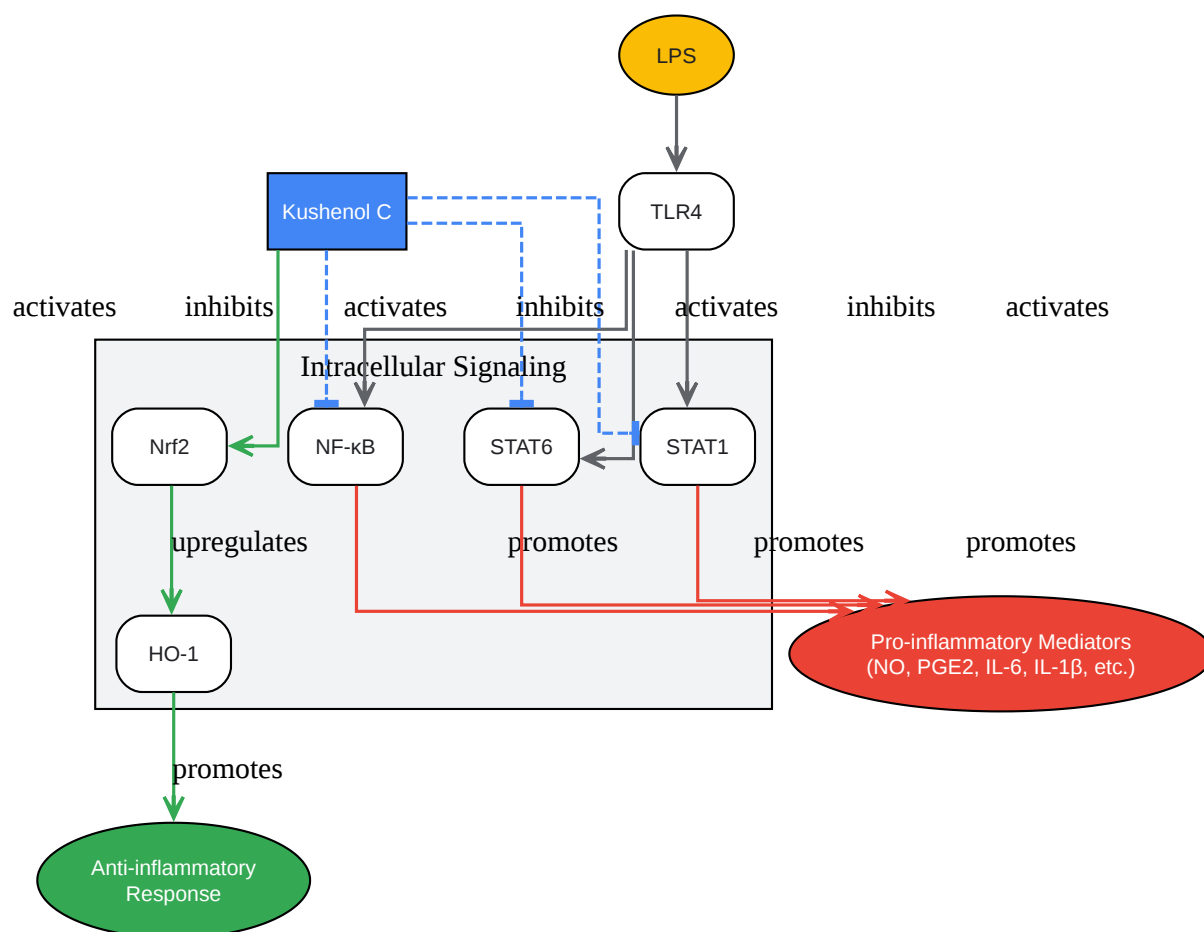 LPS
Kushenol C
TLR4
activates
inhibits
activates
inhibits
activates
inhibits
activates
Intracellular Signaling
Nrf2
NF-κB
STAT6
STAT1
upregulates
promotes
promotes
promotes
HO-1
Pro-inflammatory Mediators
(NO, PGE2, IL-6, IL-1β, etc.)
promotes
Anti-inflammatory
Response